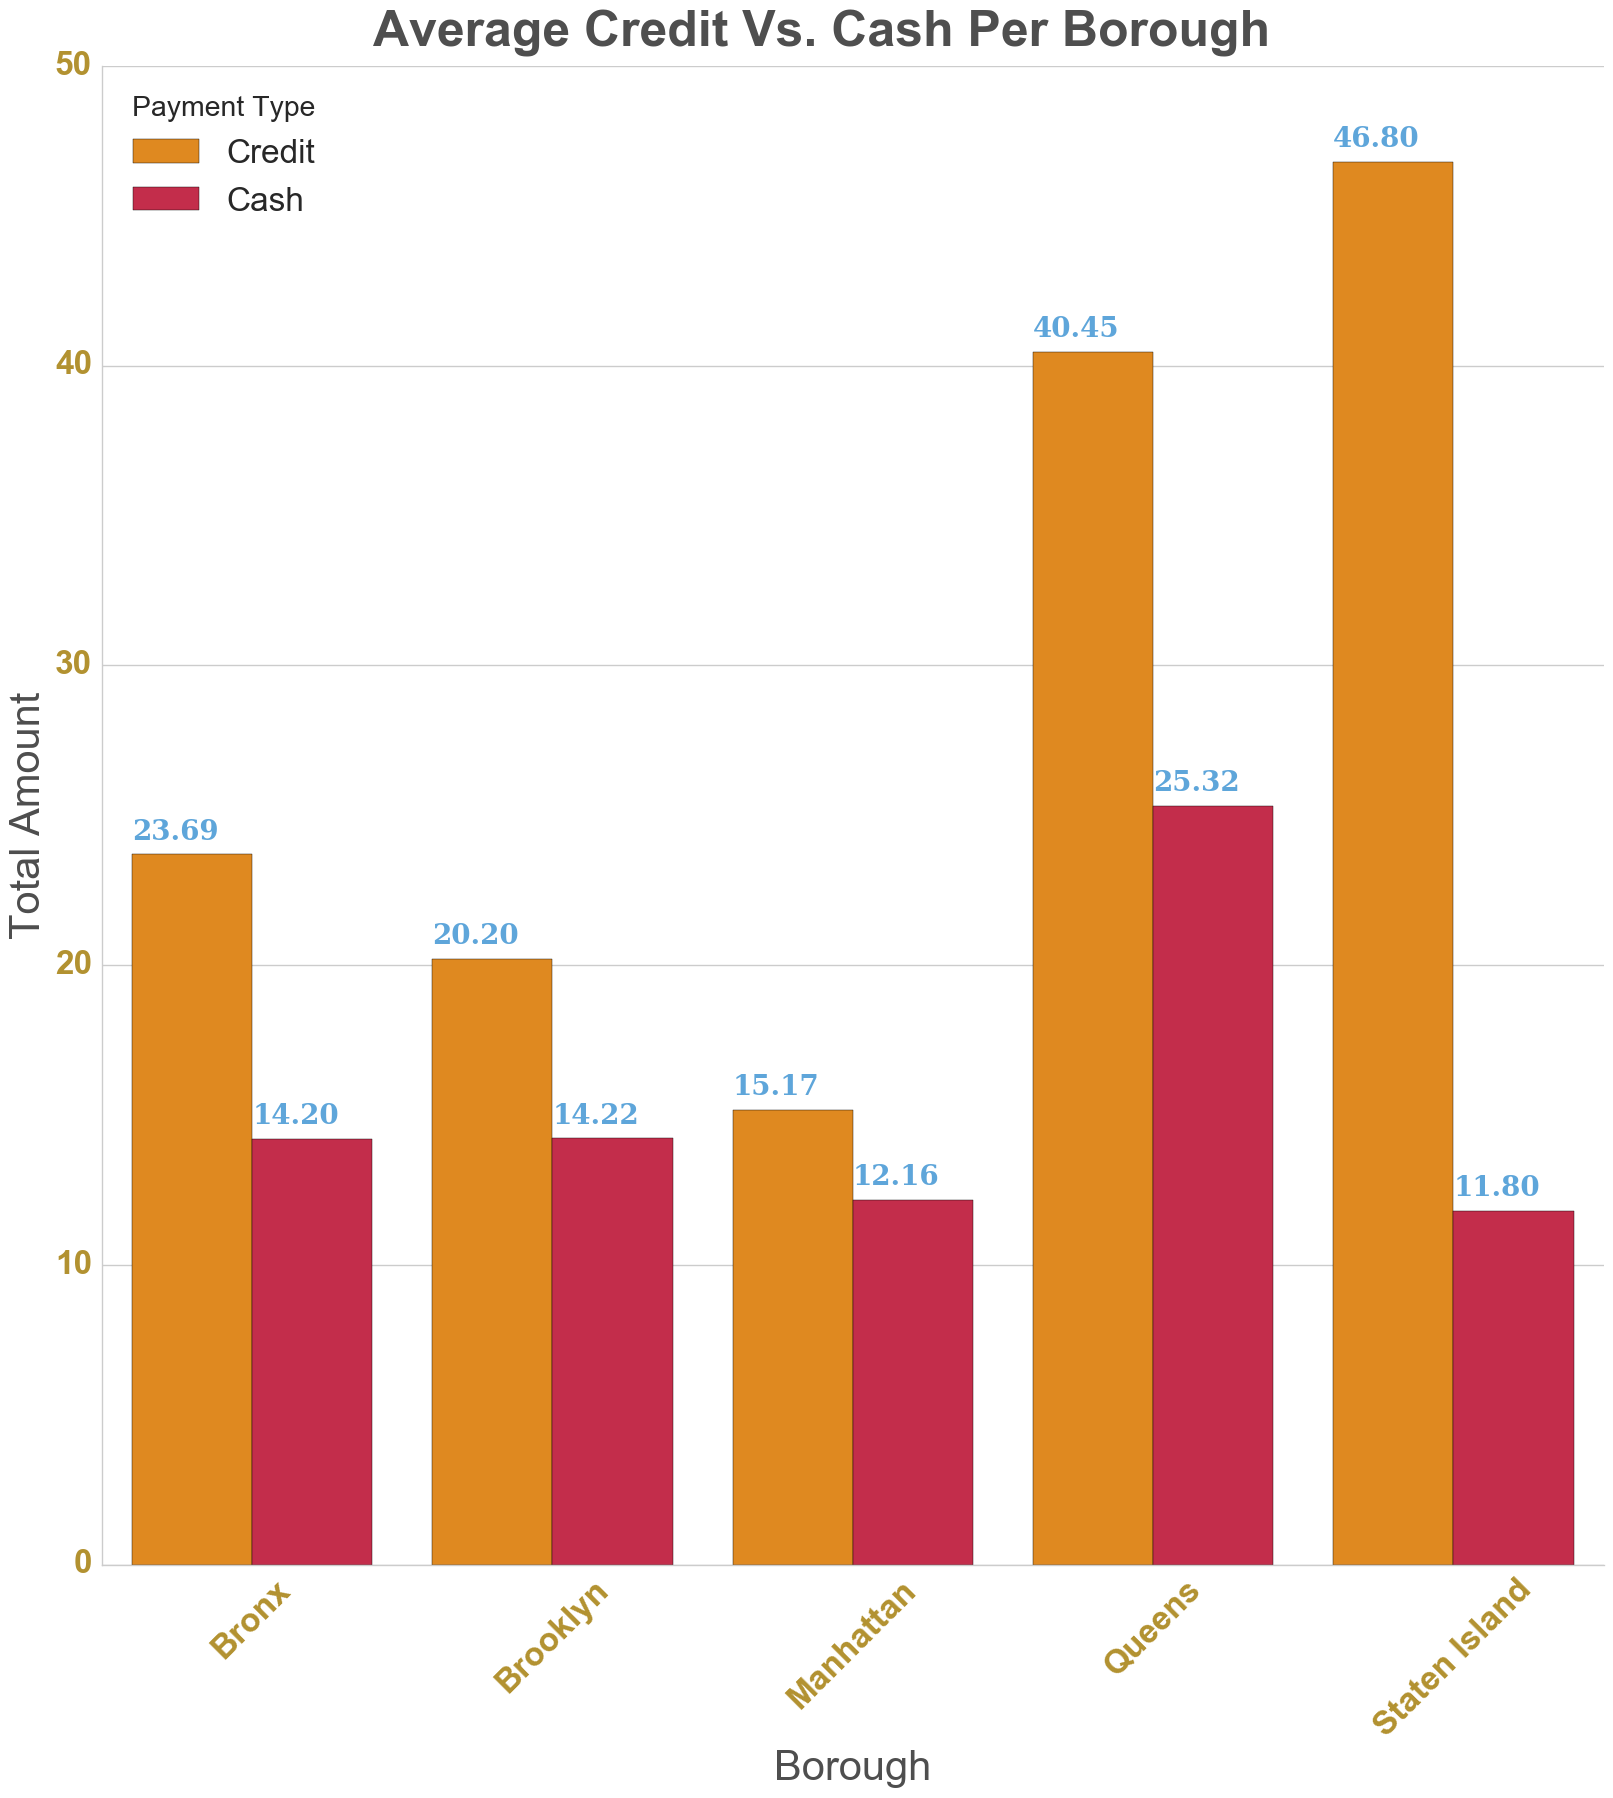 Average Credit Vs. Cash Per Borough
50
40
30
20
10
0
Total Amount
Payment Type
Credit
Cash
23.69
14.20
20.20
14.22
15.17
12.16
40.45
25.32
46.80
11.80
Bronx
Brooklyn
Manhattan
Queens
Staten Island
Borough